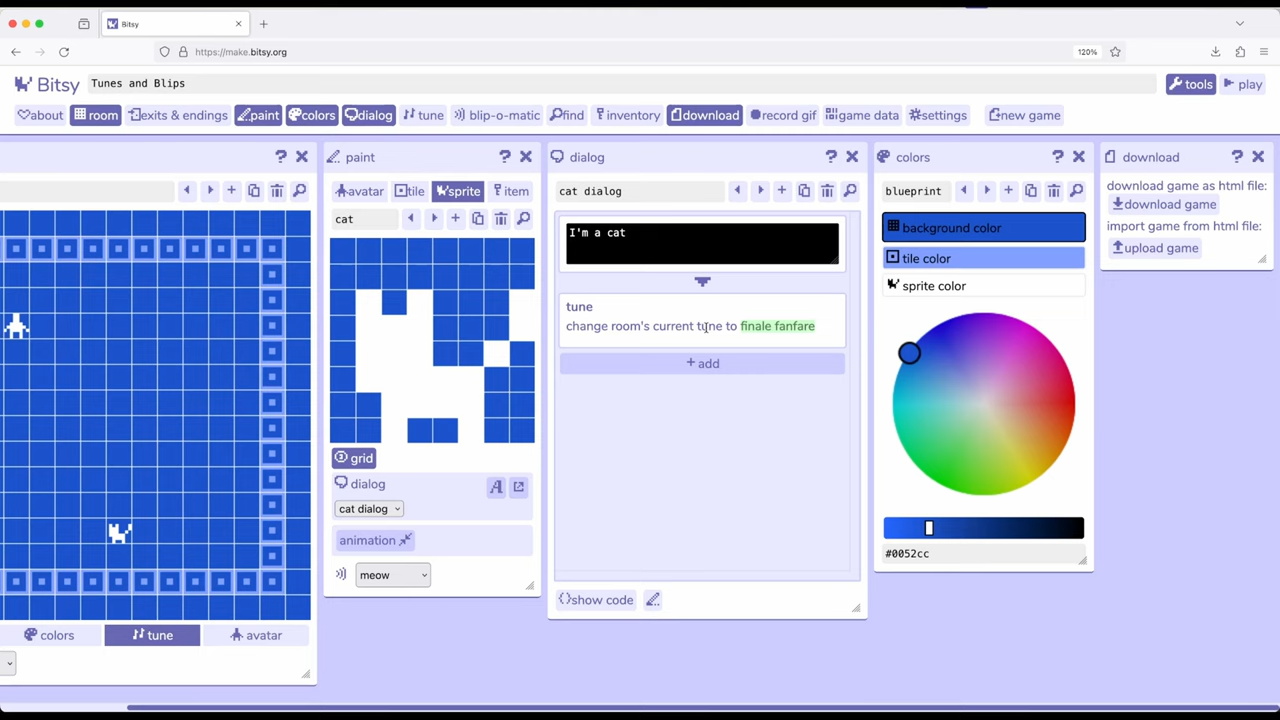 Bitsy
https://make.bitsy.org
120%
Bitsy
Tunes and Blips
tools
play
about
room
exits & endings
paint
colors
dialog
tune
blip-o-matic
find
inventory
download
record gif
game data
settings
new game
?
paint
?
avatar
tile
sprite
item
cat
grid
dialog
A
cat dialog
animation
meow
colors
tune
avatar
dialog
?
cat dialog
I'm a cat
tune
change room's current tune to finale fanfare
+ add
{}show code
colors
?
blueprint
background color
tile color
sprite color
#0052cc
download
?
download game as html file:
download game
import game from html file:
upload game